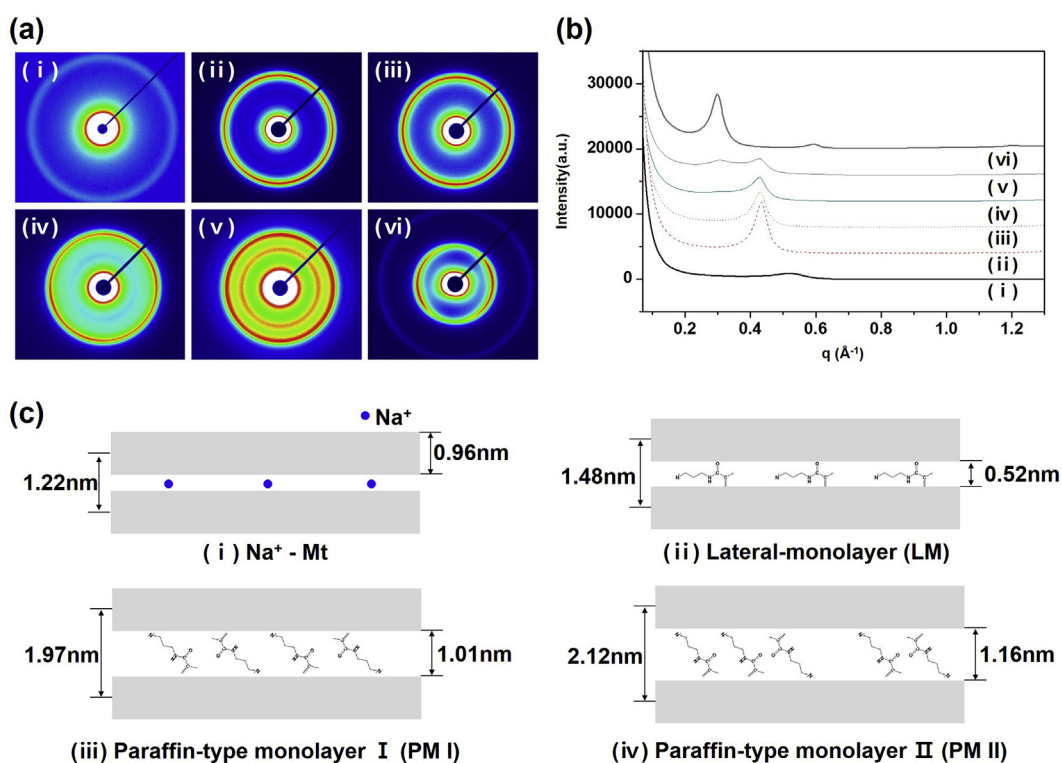 (a)
(i)
(ii)
(iii)
(iv)
(v)
(vi)
(b)
Intensity(a.u.)
30000
20000
10000
0
(vi)
(v)
(iv)
(iii)
(ii)
(i)
0.2 0.4 0.6 0.8 1.0 1.2
q (Å⁻¹)
(c)
Na⁺
0.96nm
1.22nm
(i) Na⁺ - Mt
1.48nm
0.52nm
N
N
H
O
N
N
H
O
N
N
H
O
(ii) Lateral-monolayer (LM)
1.97nm
1.01nm
(iii) Paraffin-type monolayer I (PM I)
2.12nm
1.16nm
(iv) Paraffin-type monolayer II (PM II)